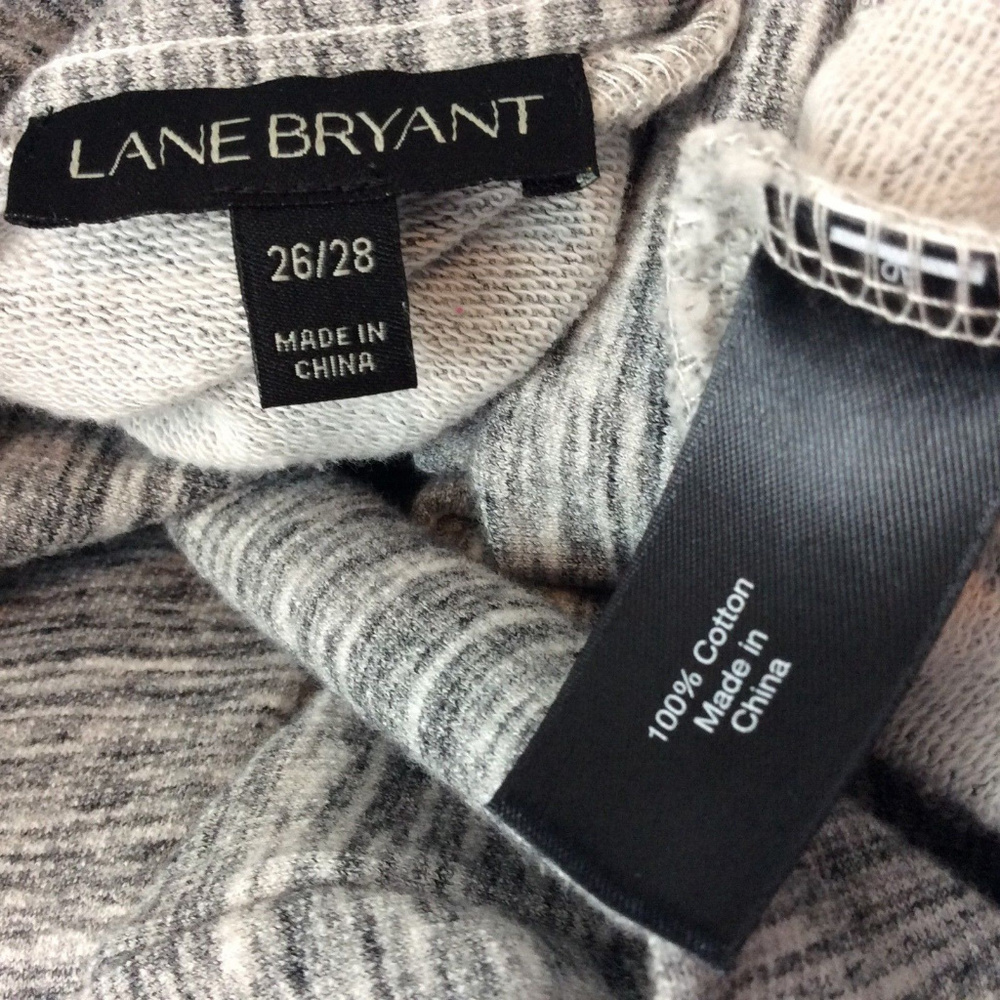 LANE BRYANT
26/28
MADE IN
CHINA
100% Cotton
Made in
China